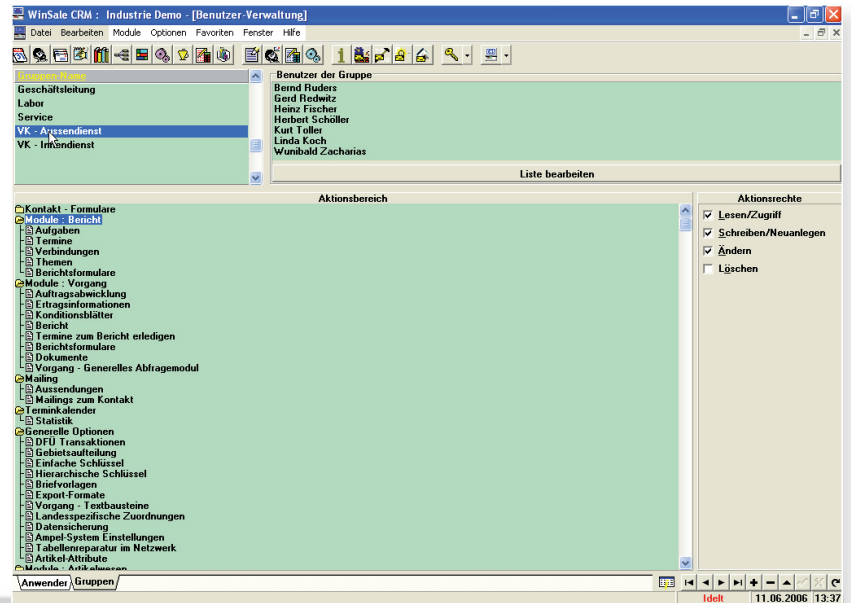 WinSale CRM : Industrie Demo - [Benutzer-Verwaltung]
Datei Bearbeiten Module Optionen Favoriten Fenster Hilfe
Gruppen-Name
Geschäftsleitung
Labor
Service
VK - Aussendienst
VK - Innendienst
Benutzer der Gruppe
Bernd Ruders
Gerd Redwitz
Heinz Fischer
Herbert Schöller
Kurt Toller
Linda Koch
Wunibald Zacharias
Liste bearbeiten
Aktionsbereich
Kontakt - Formulare
Module : Bericht
Aufgaben
Termine
Verbindungen
Themen
Berichtsformulare
Module : Vorgang
Auftragsabwicklung
Ertragsinformationen
Konditionsblätter
Bericht
Termine zum Bericht erledigen
Berichtsformulare
Dokumente
Vorgang - Generelles Abfragemodul
Mailing
Aussendungen
Mailings zum Kontakt
Terminkalender
Statistik
Generelle Optionen
DFÜ Transaktionen
Gebietsaufteilung
Einfache Schlüssel
Hierarchische Schlüssel
Briefvorlagen
Export-Formate
Vorgang - Textbausteine
Landesspezifische Zuordnungen
Datensicherung
Ampel-System Einstellungen
Tabellenreparatur im Netzwerk
Artikel-Attribute
Module : Artikelwesen
Aktionsrechte
Lesen/Zugriff
Schreiben/Neuanlegen
Ändern
Löschen
Anwender Gruppen
Idelt 11.06.2006 13:37